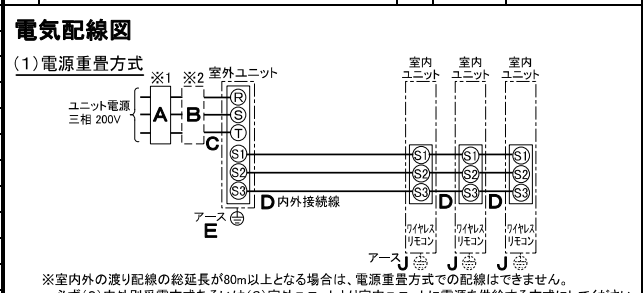 電気配線図
(1)電源重畳方式
※1 ※2 室外ユニット
室内ユニット 室内ユニット 室内ユニット
ユニット電源
三相 200V
A B C
R
S
T
S1 S1 S1 S1
S2 S2 S2 S2
S3 S3 S3 S3
D 内外接続線 D D
アース
E
ワイヤレスリモコン ワイヤレスリモコン ワイヤレスリモコン
アース J J J
※室内外の渡り配線の総延長が80m以上となる場合は、電源重畳方式での配線はできません。